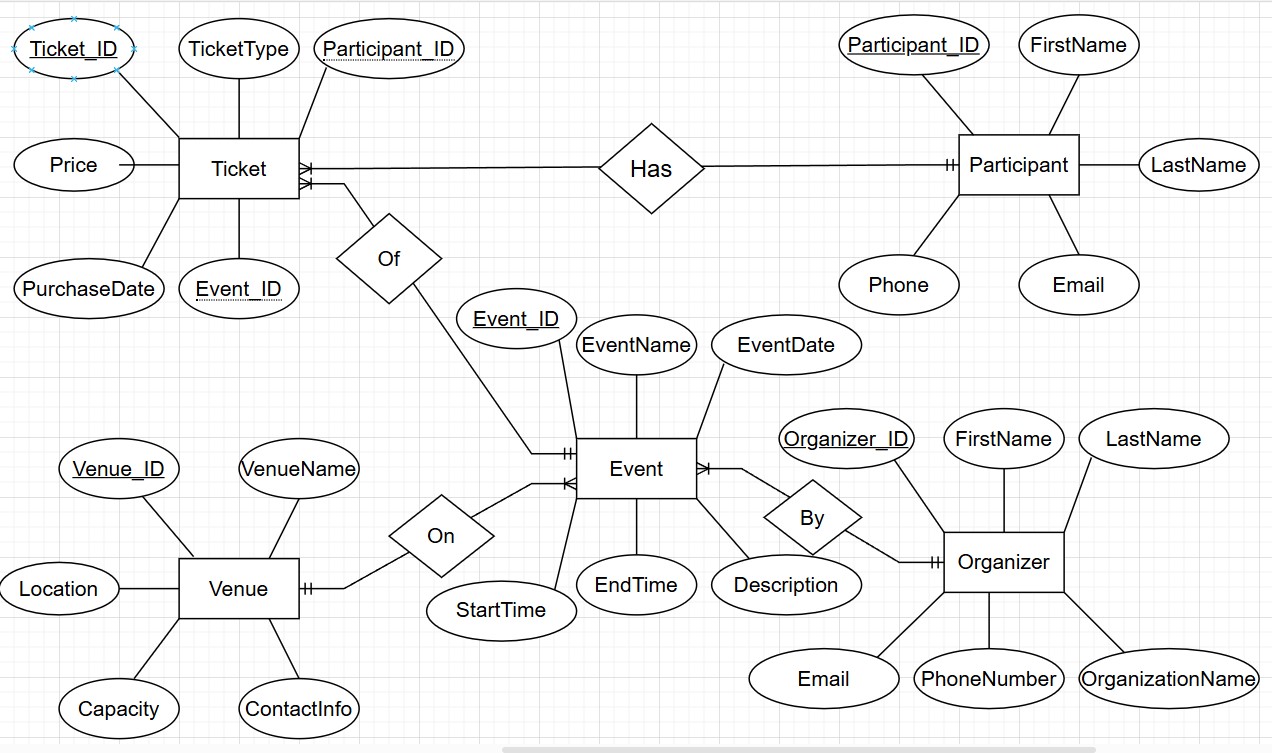 Ticket_ID
TicketType
Participant_ID
Participant_ID
FirstName
Price
Ticket
Has
Participant
LastName
Of
PurchaseDate
Event_ID
Phone
Email
Event_ID
EventName
EventDate
Organizer_ID
FirstName
LastName
Venue_ID
VenueName
Event
By
On
Organizer
Location
Venue
StartTime
EndTime
Description
Email
PhoneNumber
OrganizationName
Capacity
ContactInfo